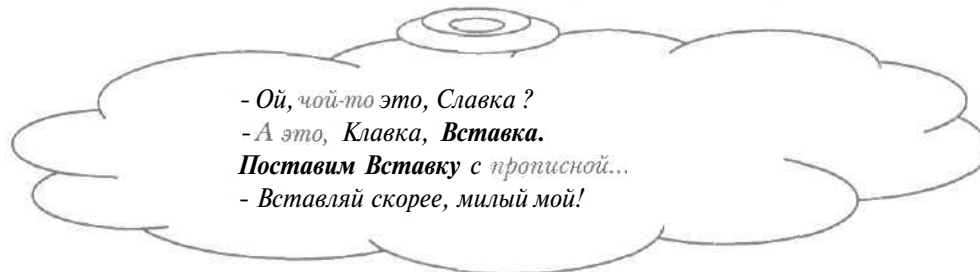 - Ой, чой-то это, Славка ?
- А это, Клавка, Вставка.
Поставим Вставку с прописной...
- Вставляй скорее, милый мой!